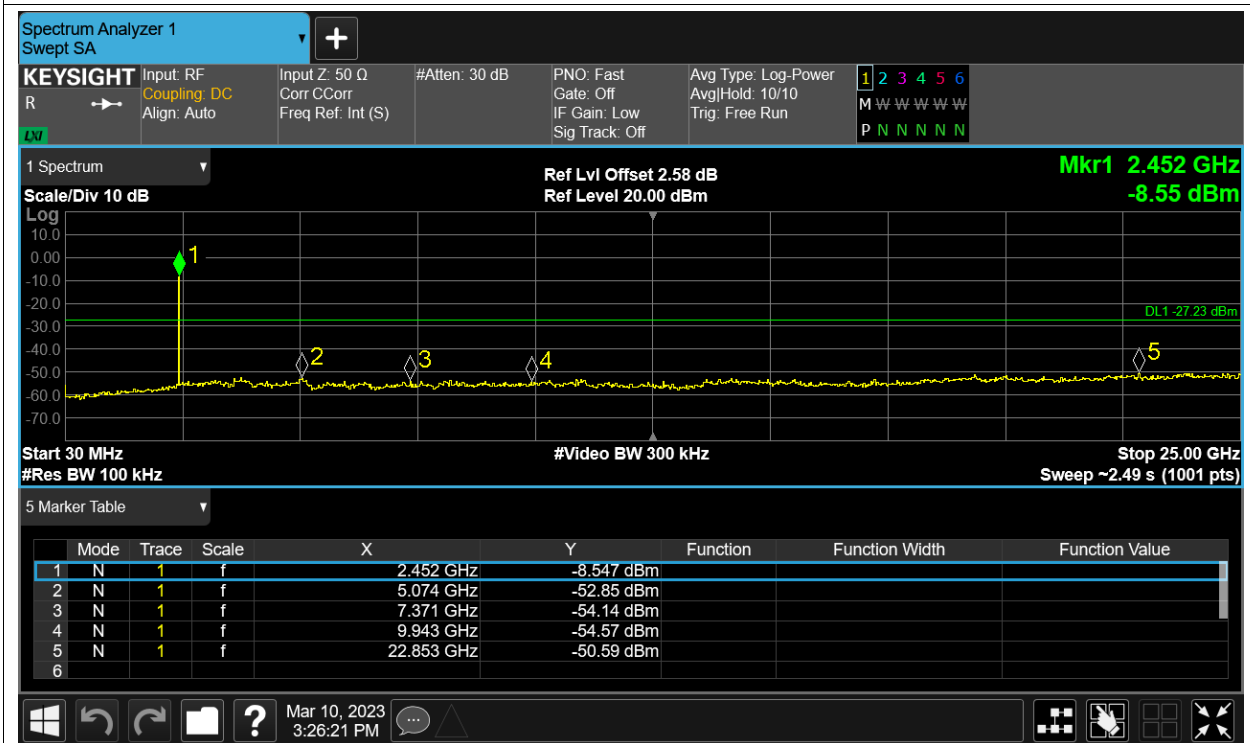 Spectrum Analyzer 1
Swept SA
KEYSIGHT Input: RF Input Z: 50 Ω #Atten: 30 dB PNO: Fast Avg Type: Log-Power 1 2 3 4 5 6
R Coupling: DC Corr CCorr Gate: Off Avg|Hold: 10/10 M W W W W W
Align: Auto Freq Ref: Int (S) IF Gain: Low Trig: Free Run
LXI Sig Track: Off P N N N N N
1 Spectrum Ref Lvl Offset 2.58 dB Mkr1 2.452 GHz
Scale/Div 10 dB Ref Level 20.00 dBm -8.55 dBm
Log
10.0
0.00 1
-10.0
-20.0
DL1 -27.23 dBm
-30.0
-40.0
2 3 4 5
-50.0
-60.0
-70.0
Start 30 MHz #Video BW 300 kHz Stop 25.00 GHz
#Res BW 100 kHz Sweep ~2.49 s (1001 pts)
5 Marker Table
Mode Trace Scale X Y Function Function Width Function Value
1 N 1 f 2.452 GHz -8.547 dBm
2 N 1 f 5.074 GHz -52.85 dBm
3 N 1 f 7.371 GHz -54.14 dBm
4 N 1 f 9.943 GHz -54.57 dBm
5 N 1 f 22.853 GHz -50.59 dBm
6
? Mar 10, 2023
3:26:21 PM